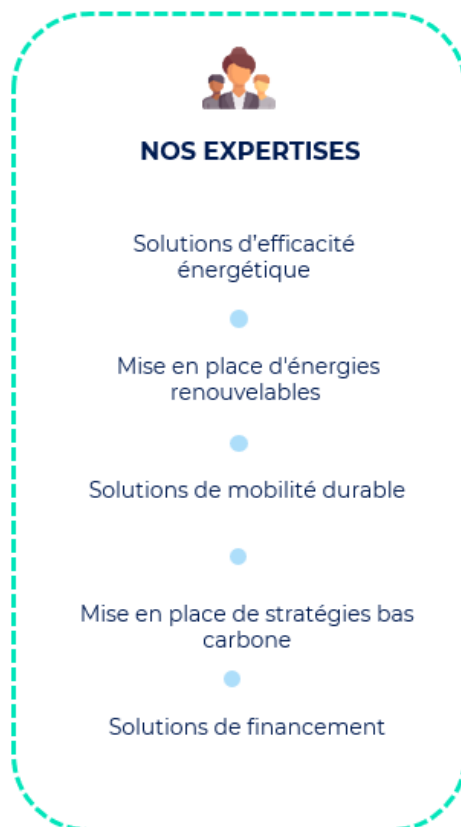 NOS EXPERTISES
Solutions d'efficacité
énergétique
Mise en place d'énergies
renouvelables
Solutions de mobilité durable
Mise en place de stratégies bas
carbone
Solutions de financement